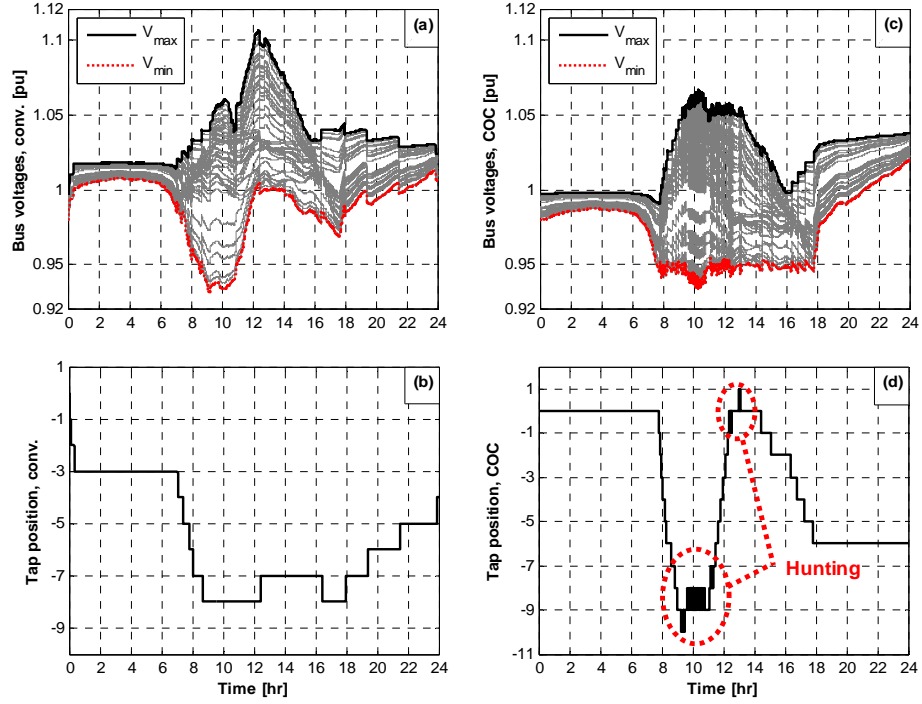 1.12
1.1
1.05
1
0.95
0.92
Bus voltages, conv. [pu]
V_max
V_min
(a)
0 2 4 6 8 10 12 14 16 18 20 22 24
1.12
1.1
1.05
1
0.95
0.92
Bus voltages, COC [pu]
V_max
V_min
(c)
0 2 4 6 8 10 12 14 16 18 20 22 24
1
-1
-3
-5
-7
-9
Tap position, conv.
(b)
0 2 4 6 8 10 12 14 16 18 20 22 24
Time [hr]
1
-1
-3
-5
-7
-9
-11
Tap position, COC
(d)
Hunting
0 2 4 6 8 10 12 14 16 18 20 22 24
Time [hr]